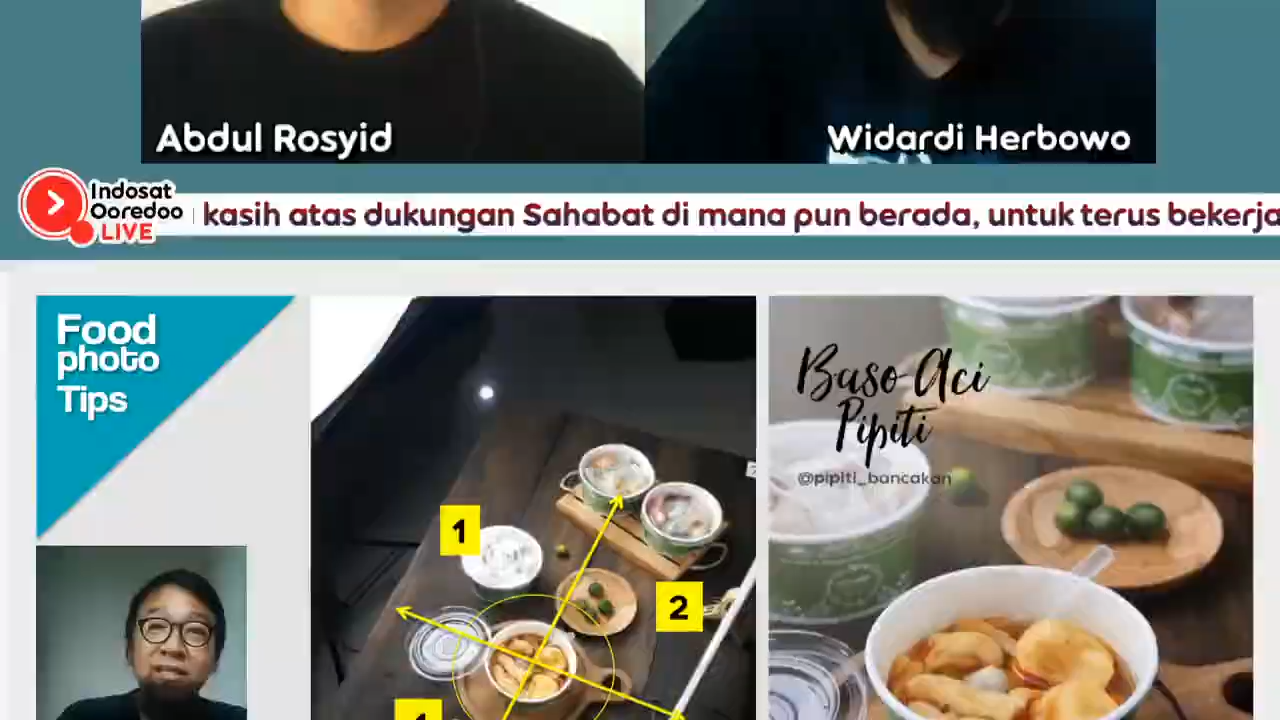 Abdul Rosyid
Widardi Herbowo
Indosat
Ooredoo
LIVE
kasih atas dukungan Sahabat di mana pun berada, untuk terus bekerja
Food
photo
Tips
1
2
Baso Aci
Pipiti
@pipiti_bancakan